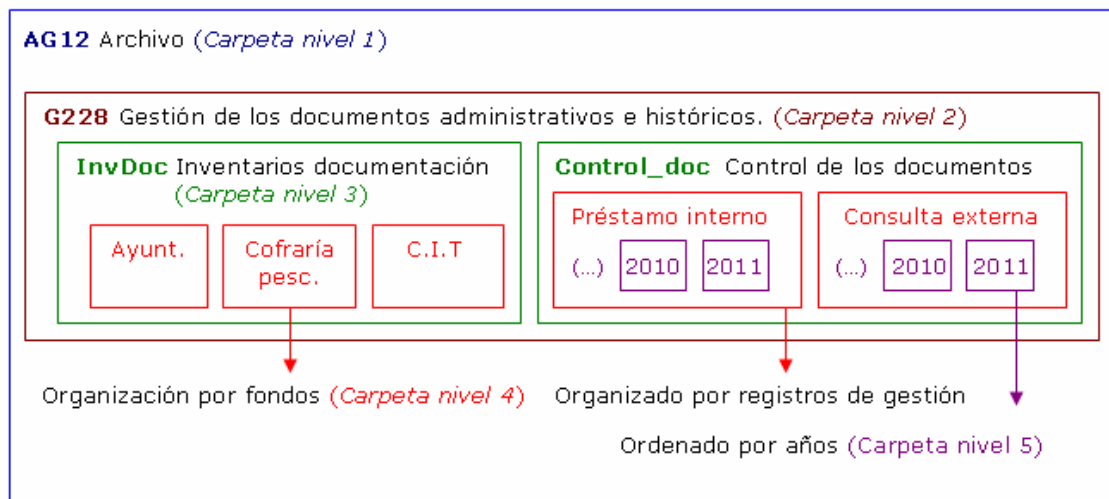 AG12 Archivo (Carpeta nivel 1)
G228 Gestión de los documentos administrativos e históricos. (Carpeta nivel 2)
InvDoc Inventarios documentación
(Carpeta nivel 3)
Ayunt.
Cofraría
pesc.
C.I.T
Control_doc Control de los documentos
Préstamo interno
(...) 2010 2011
Consulta externa
(...) 2010 2011
Organización por fondos (Carpeta nivel 4)
Organizado por registros de gestión
Ordenado por años (Carpeta nivel 5)